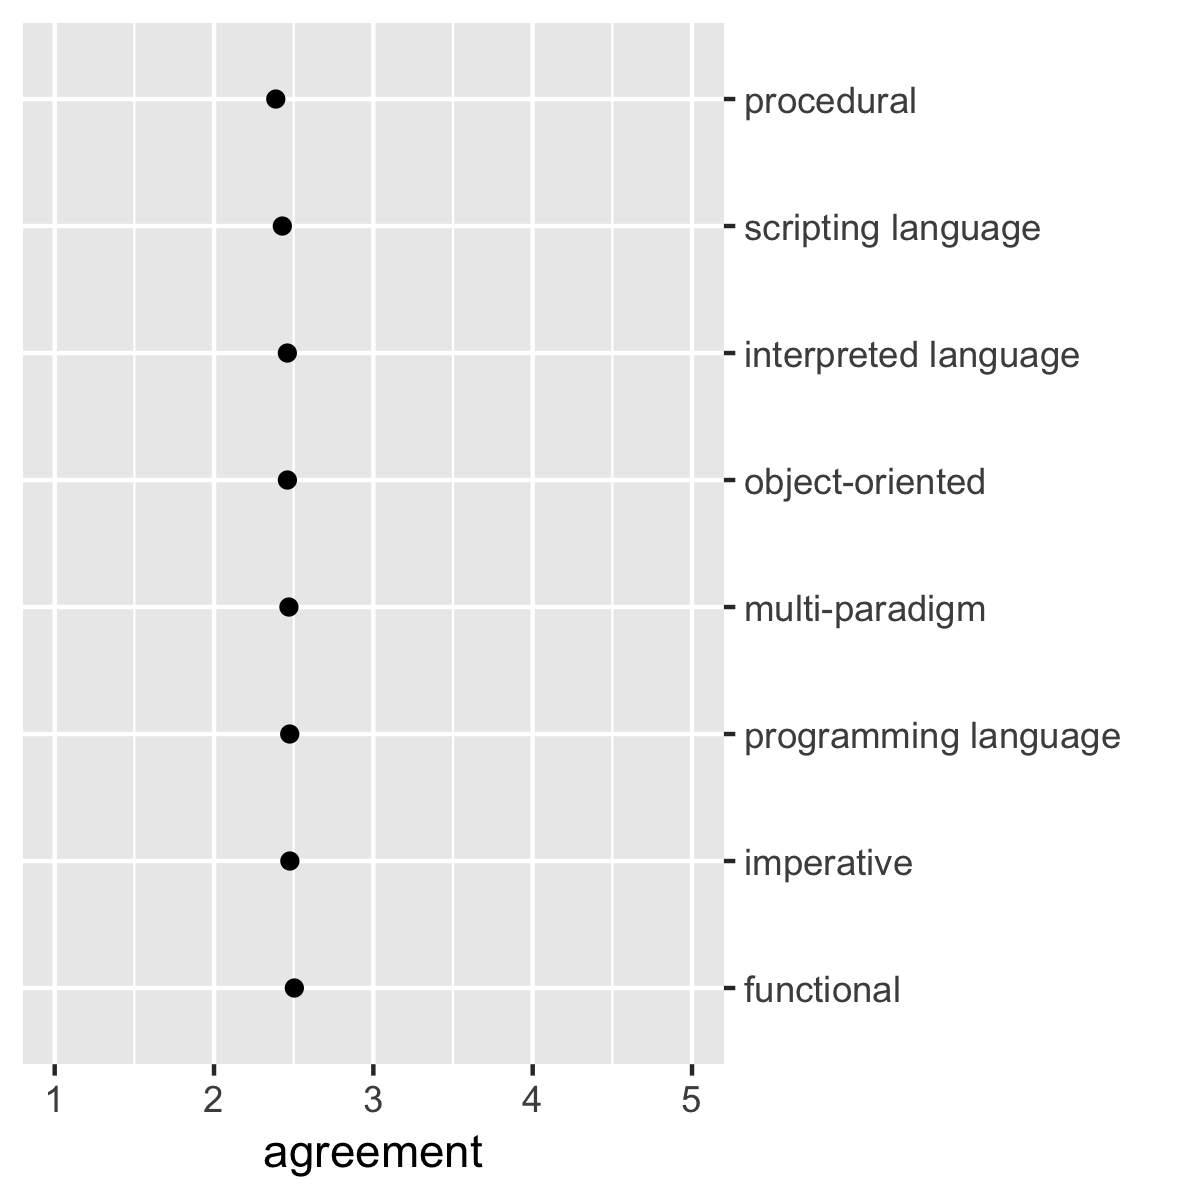 procedural
scripting language
interpreted language
object-oriented
multi-paradigm
programming language
imperative
functional
1 2 3 4 5
agreement